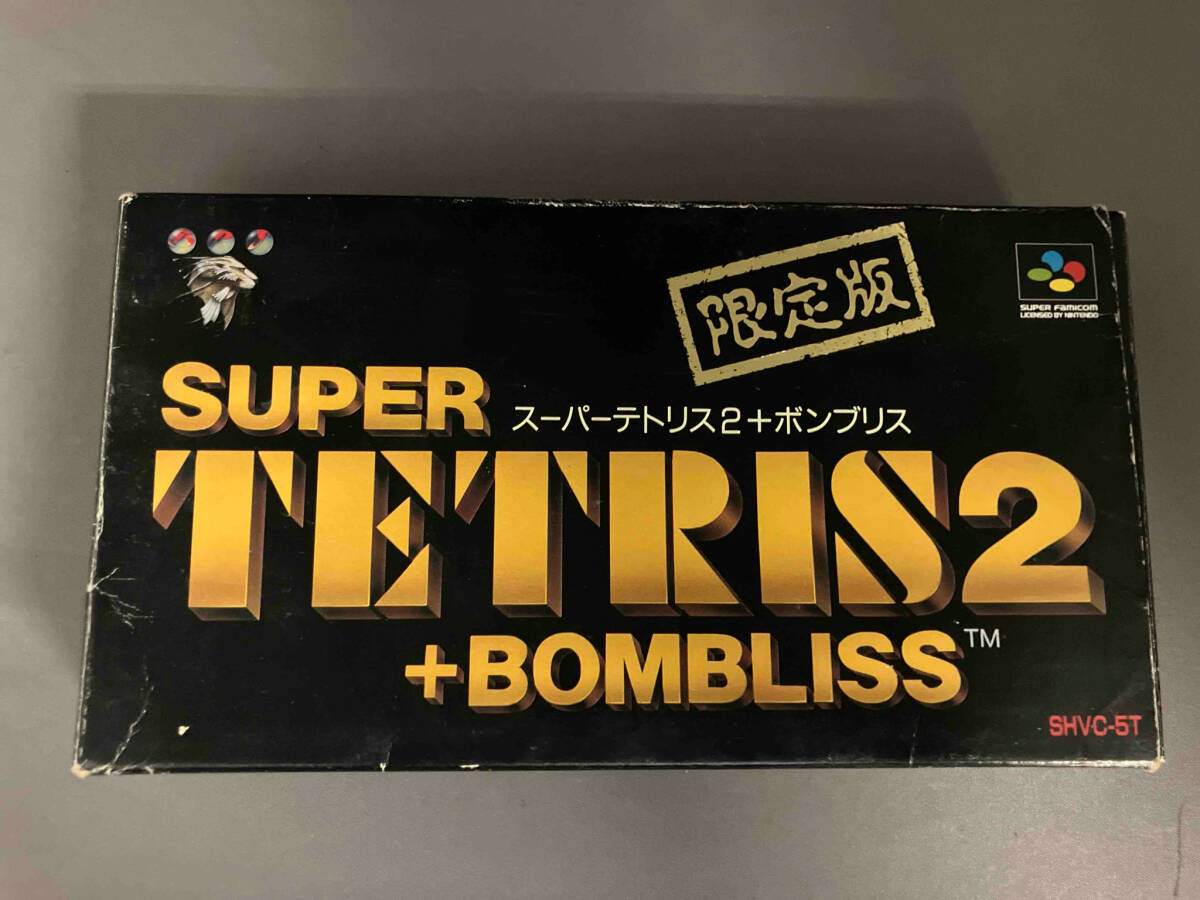 限定版
SUPER FAMICOM
LICENSED BY NINTENDO
SUPER
スーパーテトリス2+ボンブリス
TETRIS2
+BOMBLISS™
SHVC-5T